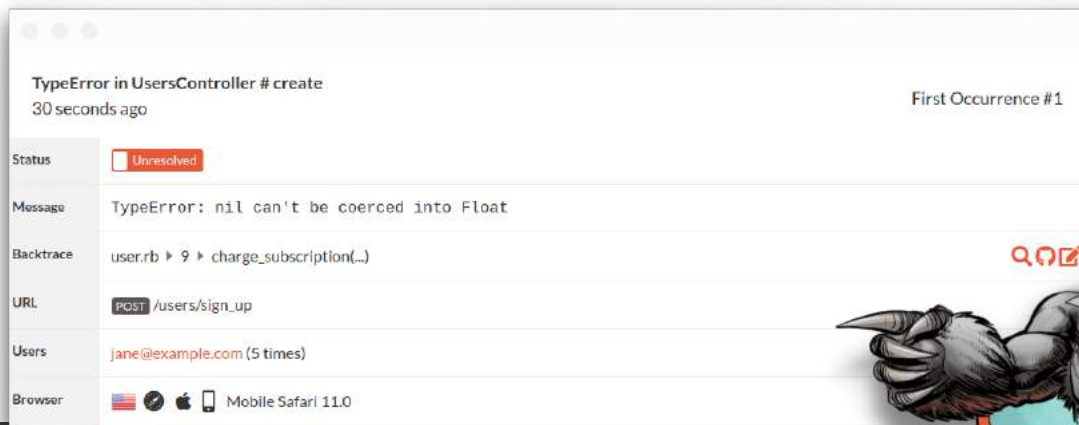 TypeError in UsersController # create
30 seconds ago
First Occurrence #1
Status Unresolved
Message TypeError: nil can't be coerced into Float
Backtrace user.rb ▸ 9 ▸ charge_subscription(...)
URL POST /users/sign_up
Users jane@example.com (5 times)
Browser Mobile Safari 11.0